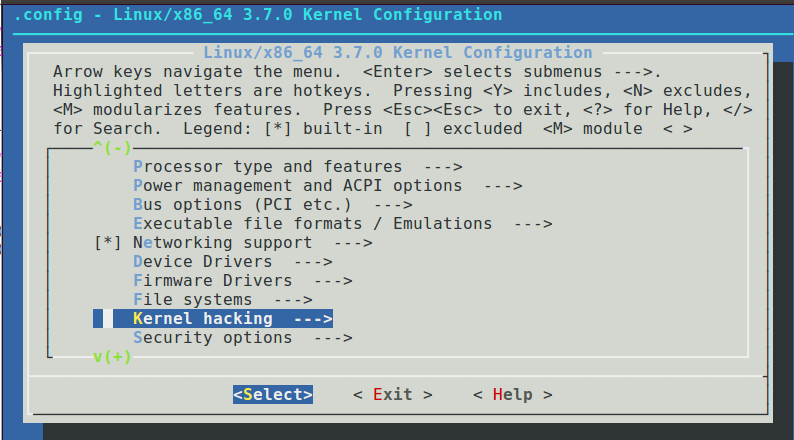 .config - Linux/x86_64 3.7.0 Kernel Configuration
Linux/x86_64 3.7.0 Kernel Configuration
Arrow keys navigate the menu.  <Enter> selects submenus --->.
Highlighted letters are hotkeys.  Pressing <Y> includes, <N> excludes,
<M> modularizes features.  Press <Esc><Esc> to exit, <?> for Help, </>
for Search.  Legend: [*] built-in  [ ] excluded  <M> module  < >
^(-)
Processor type and features  --->
Power management and ACPI options  --->
Bus options (PCI etc.)  --->
Executable file formats / Emulations  --->
[*] Networking support  --->
Device Drivers  --->
Firmware Drivers  --->
File systems  --->
Kernel hacking  --->
Security options  --->
v(+)
<Select>    < Exit >    < Help >